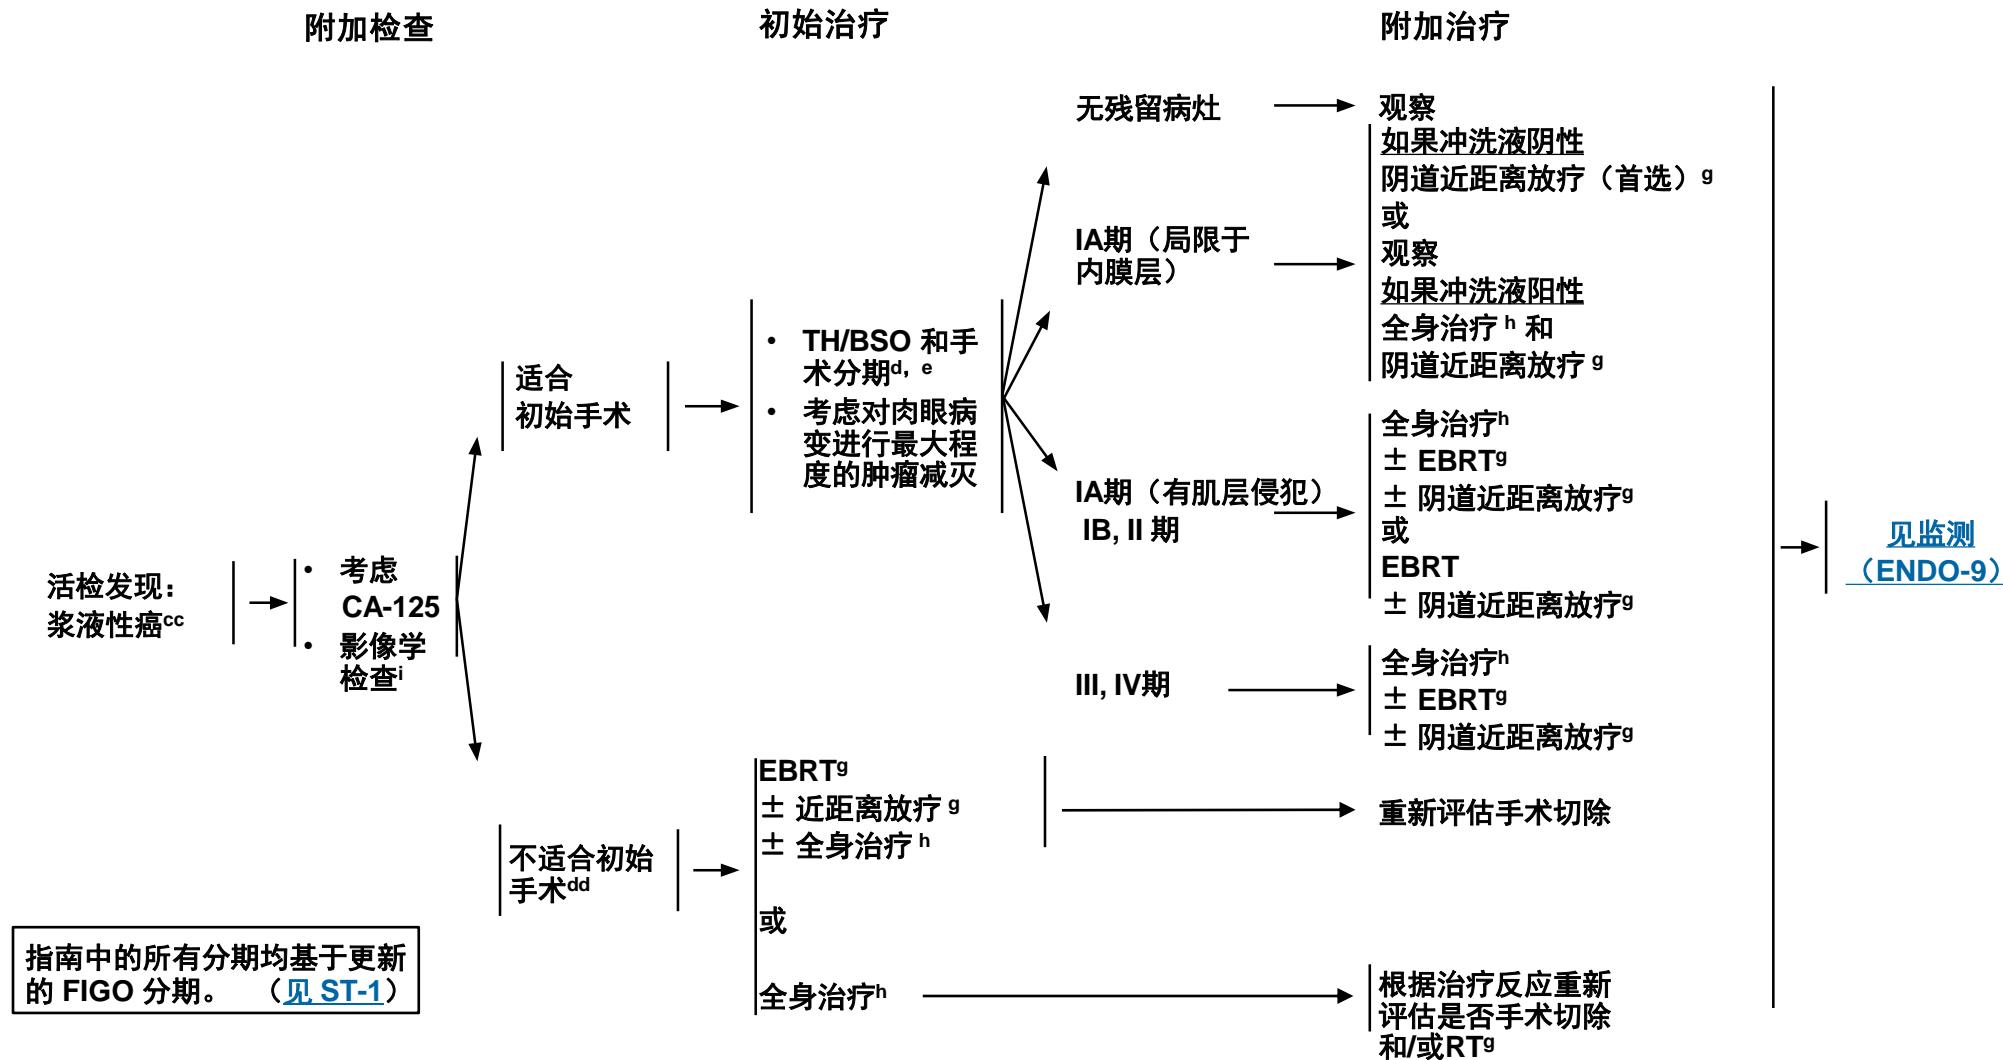 附加检查
初始治疗
附加治疗
无残留病灶
观察
如果冲洗液阴性
阴道近距离放疗（首选）g
或
观察
如果冲洗液阳性
全身治疗 h 和
阴道近距离放疗 g
IA期（局限于
内膜层）
• TH/BSO 和手
术分期d, e
• 考虑对肉眼病
变进行最大程
度的肿瘤减灭
适合
初始手术
全身治疗h
± EBRTg
± 阴道近距离放疗g
或
EBRT
± 阴道近距离放疗g
IA期（有肌层侵犯）
IB, II 期
见监测
（ENDO-9）
活检发现：
浆液性癌cc
• 考虑
CA-125
• 影像学
检查i
III, IV期
全身治疗h
± EBRTg
± 阴道近距离放疗g
EBRTg
± 近距离放疗 g
± 全身治疗 h
重新评估手术切除
不适合初始
手术dd
或
全身治疗h
根据治疗反应重新
评估是否手术切除
和/或RTg
指南中的所有分期均基于更新
的 FIGO 分期。 （见 ST-1）